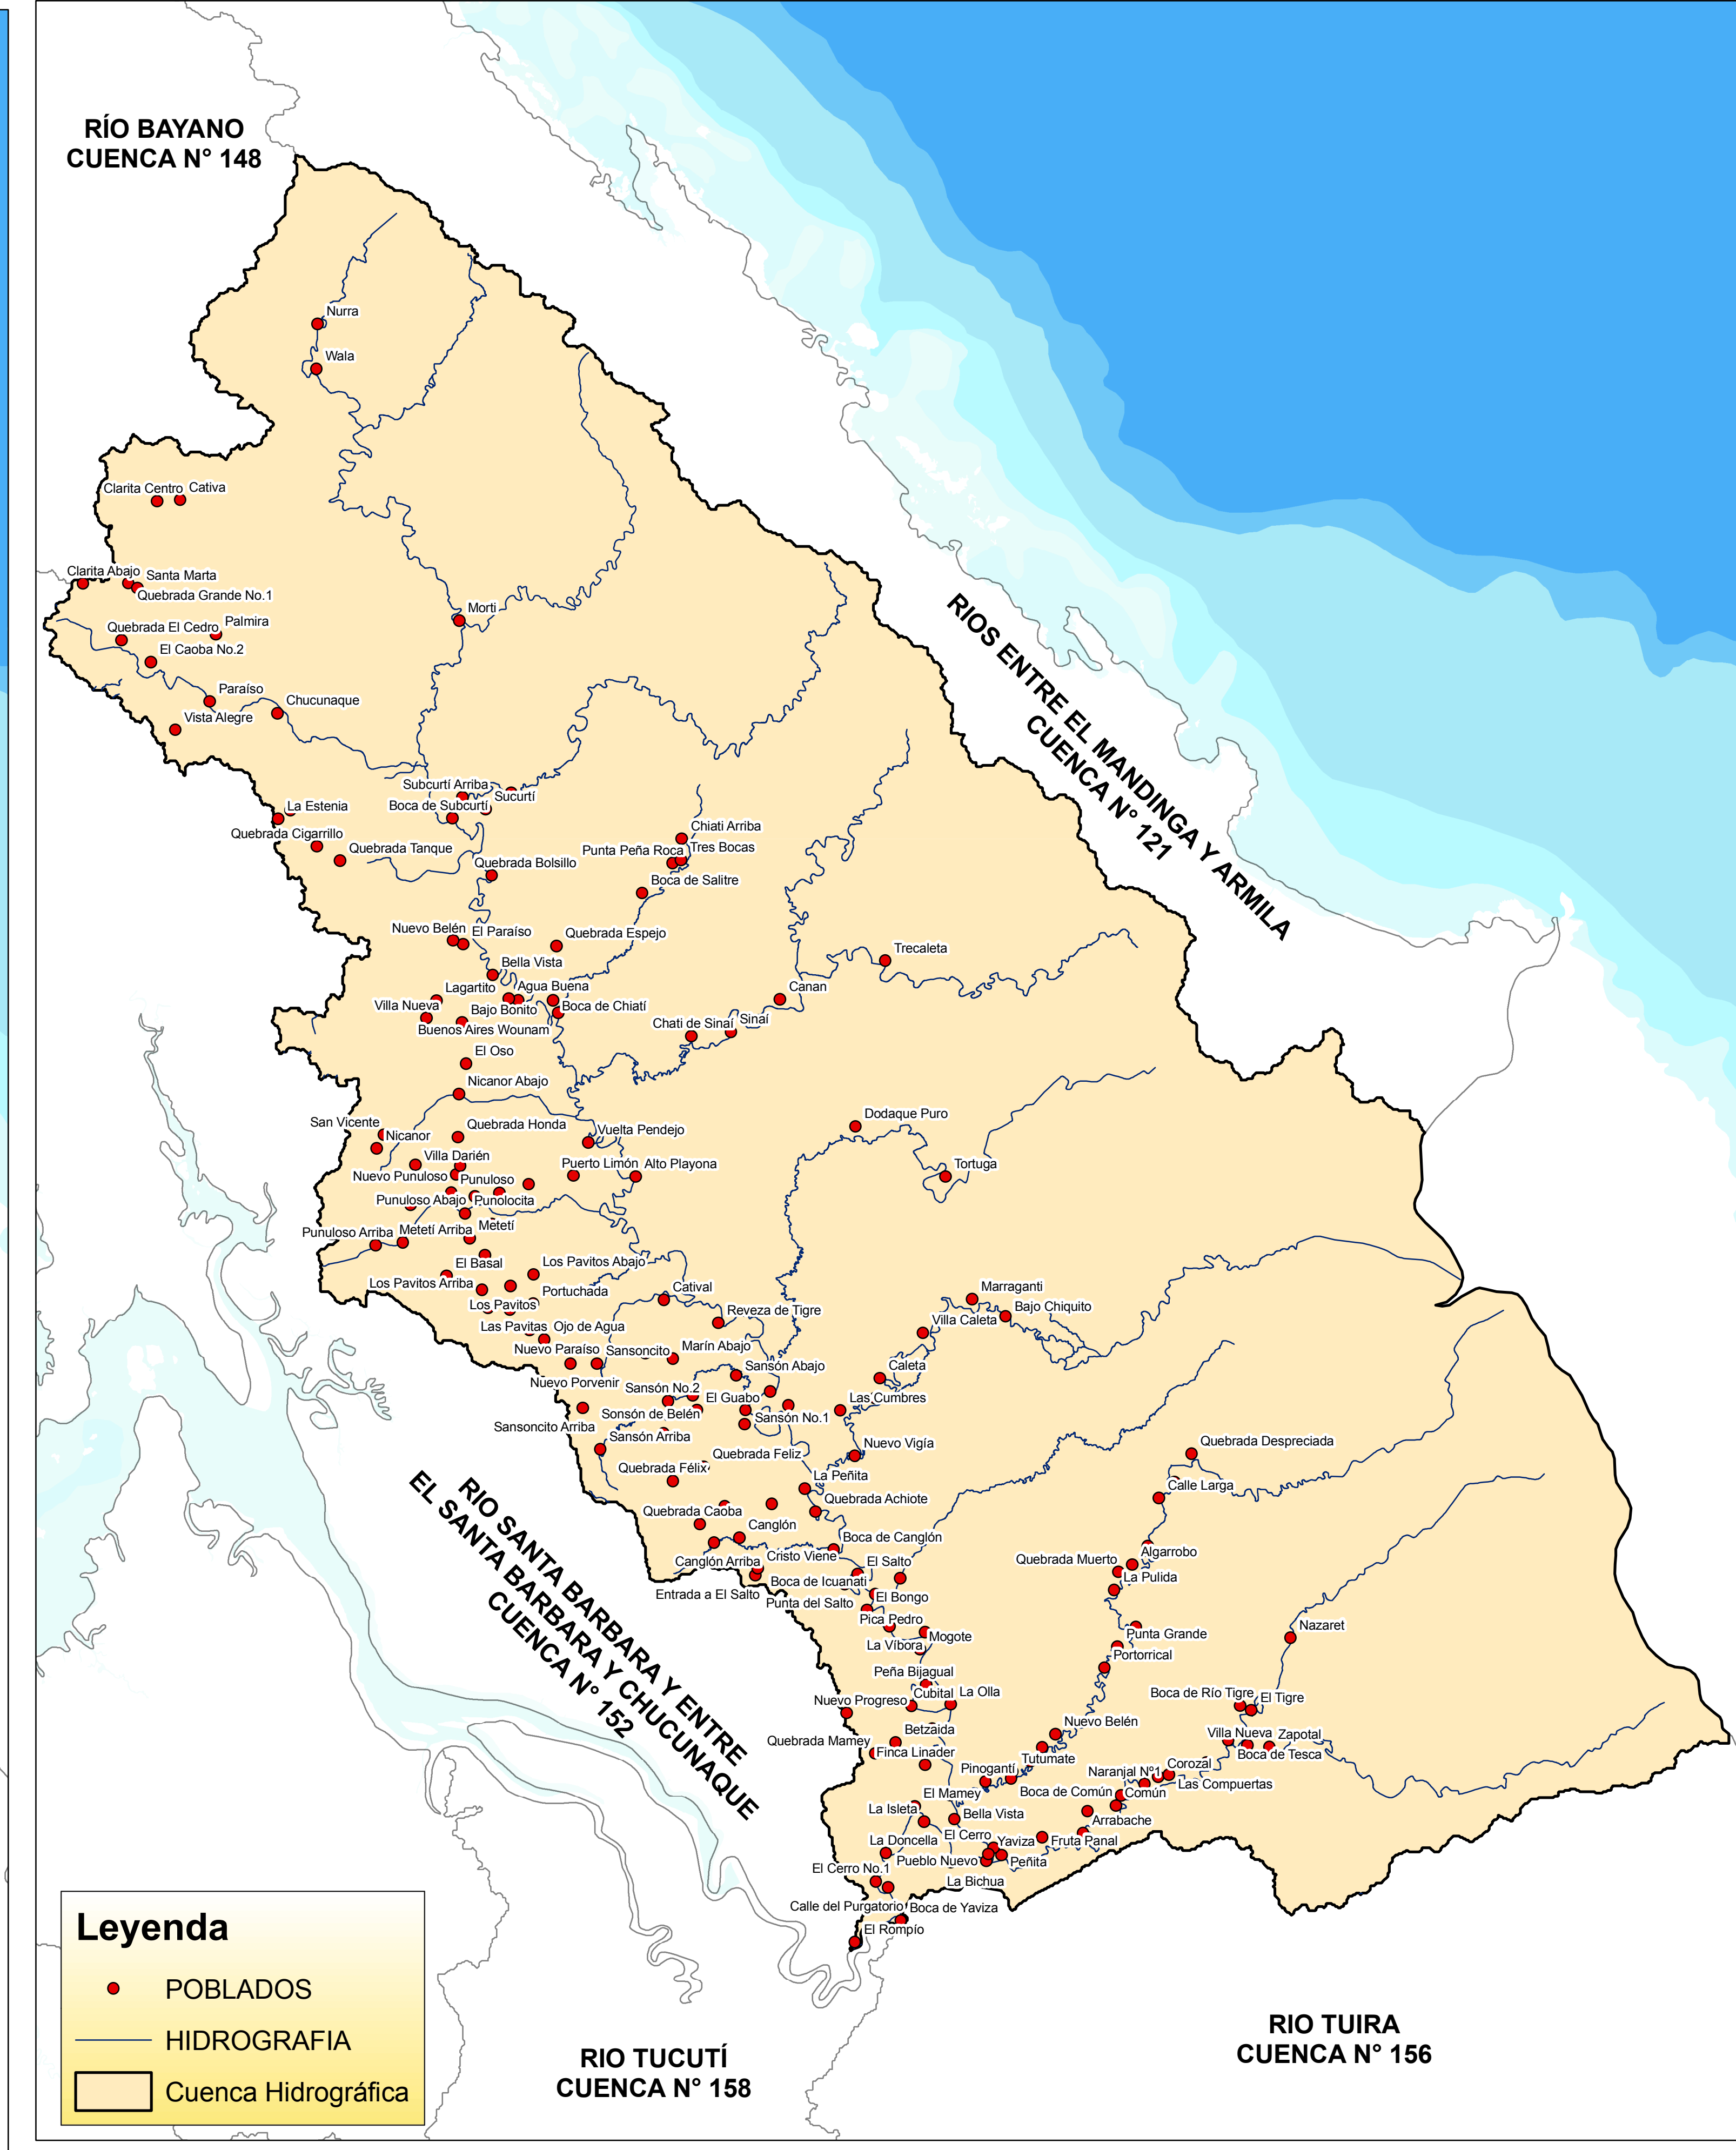 RÍO BAYANO
CUENCA N° 148
Nurra
Wala
Clarita Centro
Cativa
Clarita Abajo
Santa Marta
Quebrada Grande No.1
Morti
Quebrada El Cedro
Palmira
El Caoba No.2
RIOS ENTRE EL MANDINGA Y ARMILA
CUENCA N° 121
Paraíso
Chucunaque
Vista Alegre
Subcurtí Arriba
Sucurtí
Boca de Subcurtí
La Estenia
Quebrada Cigarrillo
Quebrada Tanque
Chiati Arriba
Punta Peña Roca
Tres Bocas
Quebrada Bolsillo
Boca de Salitre
Nuevo Belén
El Paraíso
Quebrada Espejo
Trecaleta
Bella Vista
Lagartito
Agua Buena
Canan
Villa Nueva
Bajo Bonito
Boca de Chiatí
Buenos Aires Wounam
Chati de Sinaí
Sinaí
El Oso
Nicanor Abajo
Dodaque Puro
San Vicente
Nicanor
Quebrada Honda
Vuelta Pendejo
Villa Darién
Puerto Limón
Alto Playona
Tortuga
Nuevo Punuloso
Punuloso
Punuloso Abajo
Punolocita
Punuloso Arriba
Metetí Arriba
Metetí
El Basal
Los Pavitos Abajo
Los Pavitos Arriba
Portuchada
Catival
Marraganti
Los Pavitos
Reveza de Tigre
Villa Caleta
Bajo Chiquito
Las Pavitas
Ojo de Agua
Nuevo Paraíso
Sansoncito
Marín Abajo
Sansón Abajo
Caleta
Nuevo Porvenir
Sansón No.2
El Guabo
Las Cumbres
Sonsón de Belén
Sansón No.1
Sansoncito Arriba
Sansón Arriba
Quebrada Feliz
Nuevo Vigía
Quebrada Despreciada
Quebrada Félix
La Peñita
Calle Larga
Quebrada Achiote
Quebrada Caoba
Canglón
Boca de Canglón
Canglón Arriba
Cristo Viene
El Salto
Quebrada Muerto
Algarrobo
La Pulida
Entrada a El Salto
Boca de Icuanati
Punta del Salto
El Bongo
Pica Pedro
La Víbora
Mogote
Punta Grande
Nazaret
Portorrical
RIO SANTA BARBARA Y ENTRE
EL SANTA BARBARA Y CHUCUNAQUE
CUENCA N° 152
Peña Bijagual
Nuevo Progreso
Cubital
La Olla
Boca de Río Tigre
El Tigre
Betzaida
Nuevo Belén
Villa Nueva
Zapotal
Quebrada Mamey
Finca Linader
Tutumate
Boca de Tesca
Pinogantí
Naranjal N°1
Corozal
Las Compuertas
El Mamey
Boca de Común
Común
La Isleta
Bella Vista
Arrabache
La Doncella
El Cerro
Yaviza
Fruta Panal
Pueblo Nuevo
Peñita
El Cerro No.1
La Bichua
Calle del Purgatorio
Boca de Yaviza
El Rompío
Leyenda
POBLADOS
HIDROGRAFIA
Cuenca Hidrográfica
RIO TUCUTÍ
CUENCA N° 158
RIO TUIRA
CUENCA N° 156